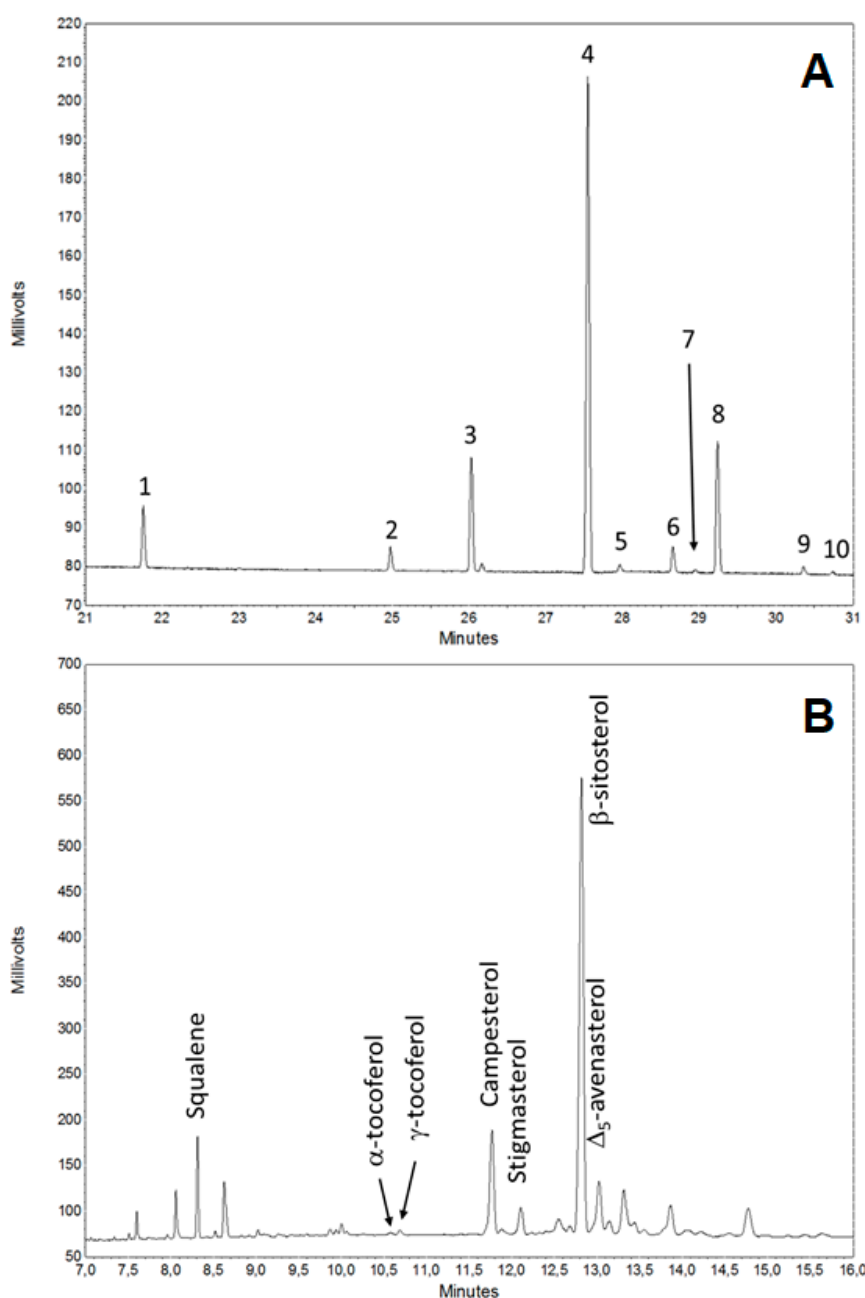 220
210
200
190
180
170
160
150
140
130
120
110
100
90
80
70
Millivolts
A
1
2
3
4
5
6
7
8
9
10
21 22 23 24 25 26 27 28 29 30 31
Minutes
700
650
600
550
500
450
400
350
300
250
200
150
100
50
Millivolts
B
Squalene
α-tocoferol
γ-tocoferol
Campesterol
Stigmasterol
β-sitosterol
Δ5-avenasterol
7,0 7,5 8,0 8,5 9,0 9,5 10,0 10,5 11,0 11,5 12,0 12,5 13,0 13,5 14,0 14,5 15,0 15,5 16,0
Minutes